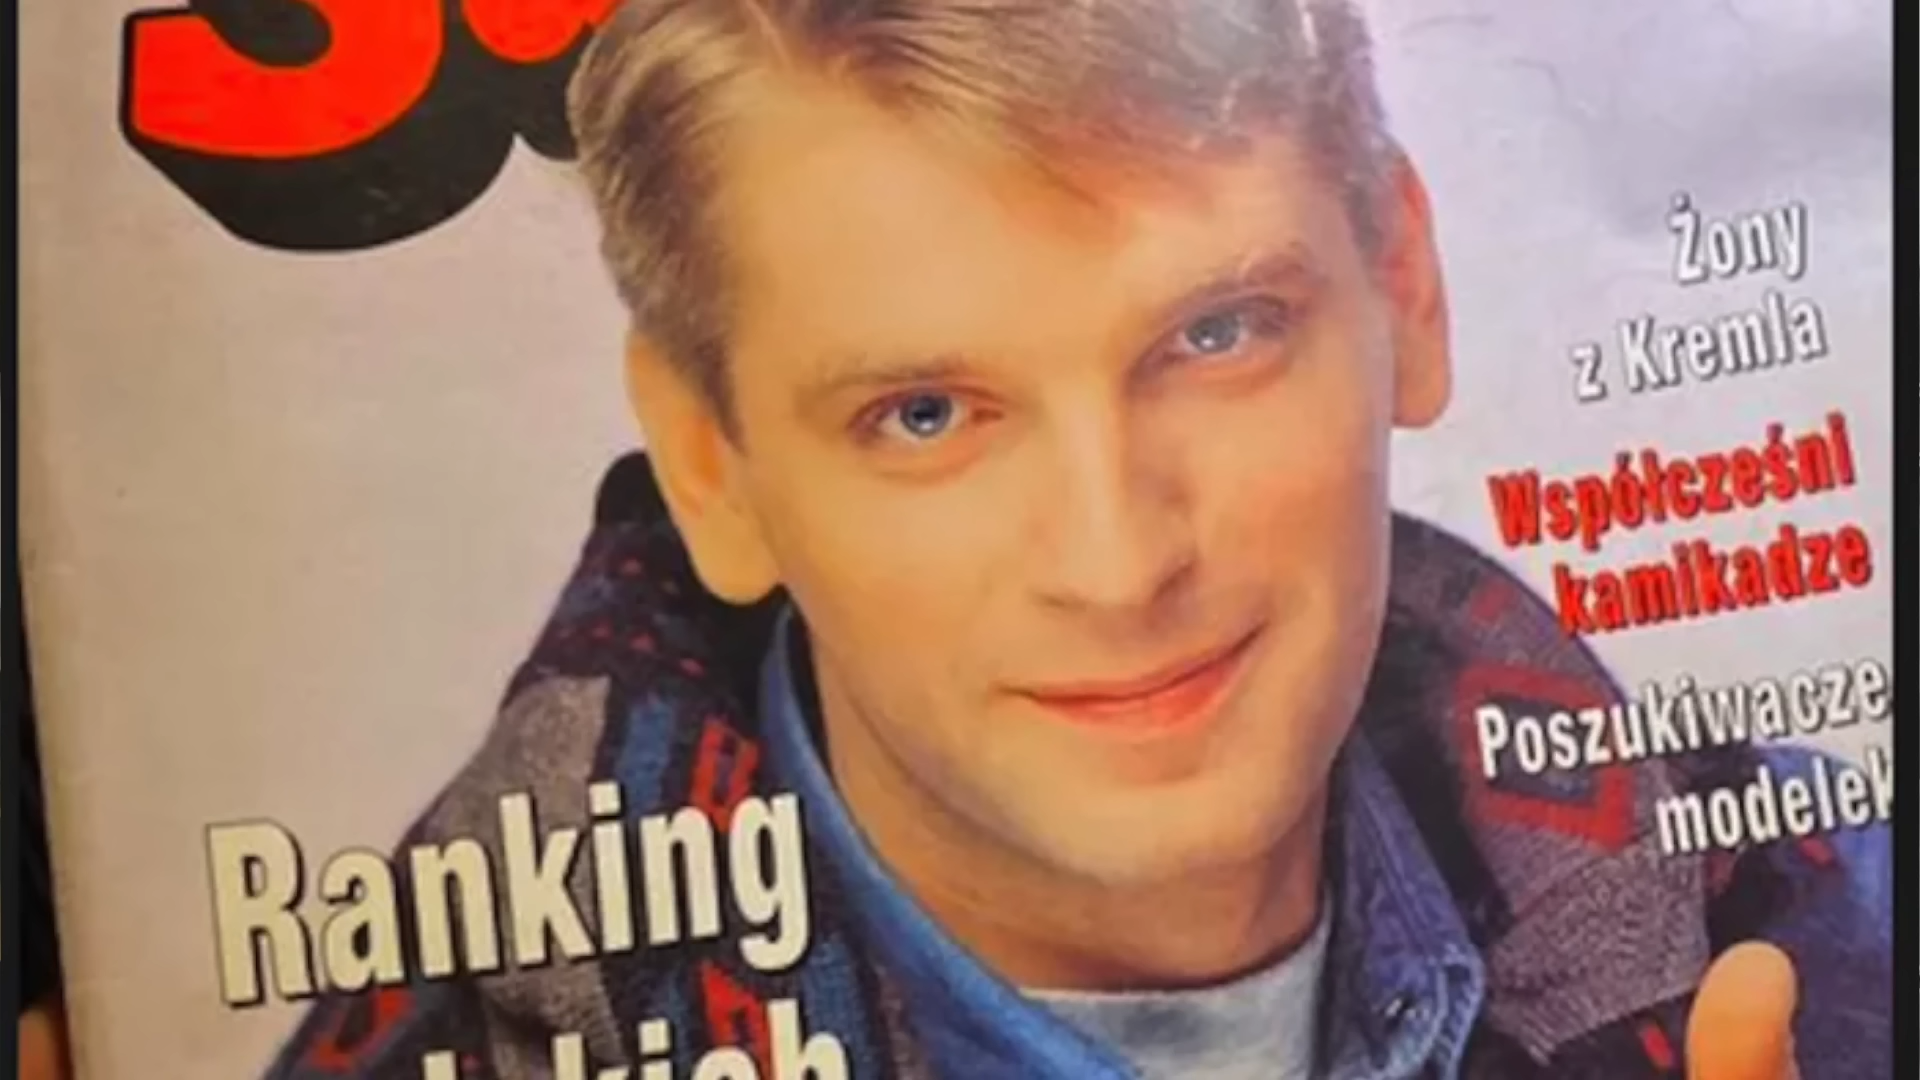 Żony
z Kremla
Współcześni
kamikadze
Poszukiwacze
modelek
Ranking